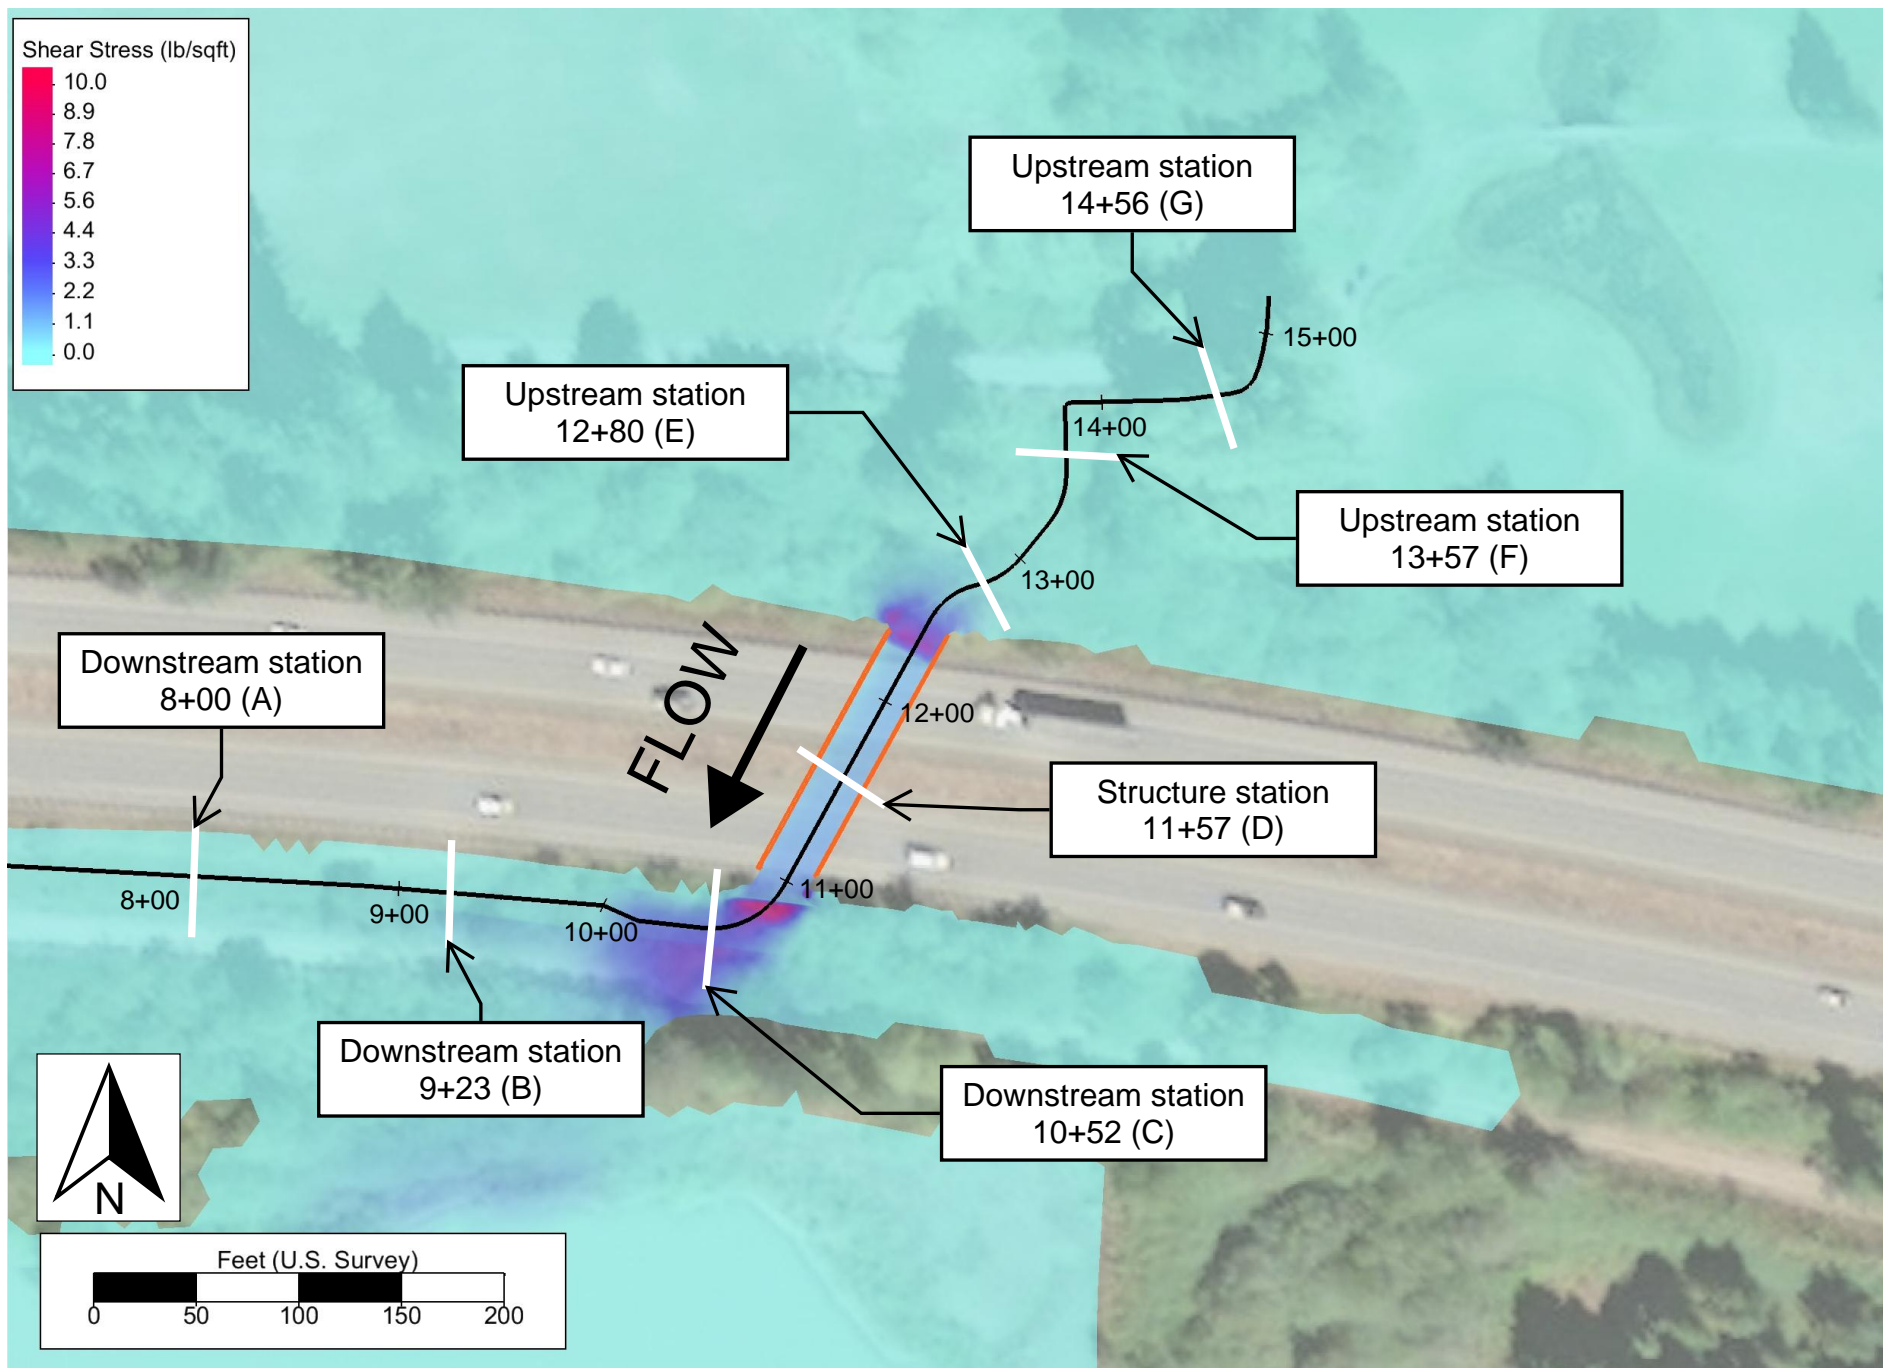 Shear Stress (lb/sqft)
10.0
8.9
7.8
6.7
5.6
4.4
3.3
2.2
1.1
0.0
Upstream station
14+56 (G)
15+00
Upstream station
12+80 (E)
14+00
Upstream station
13+57 (F)
13+00
Downstream station
8+00 (A)
FLOW
12+00
Structure station
11+57 (D)
11+00
8+00
9+00
10+00
Downstream station
9+23 (B)
Downstream station
10+52 (C)
N
Feet (U.S. Survey)
0 50 100 150 200